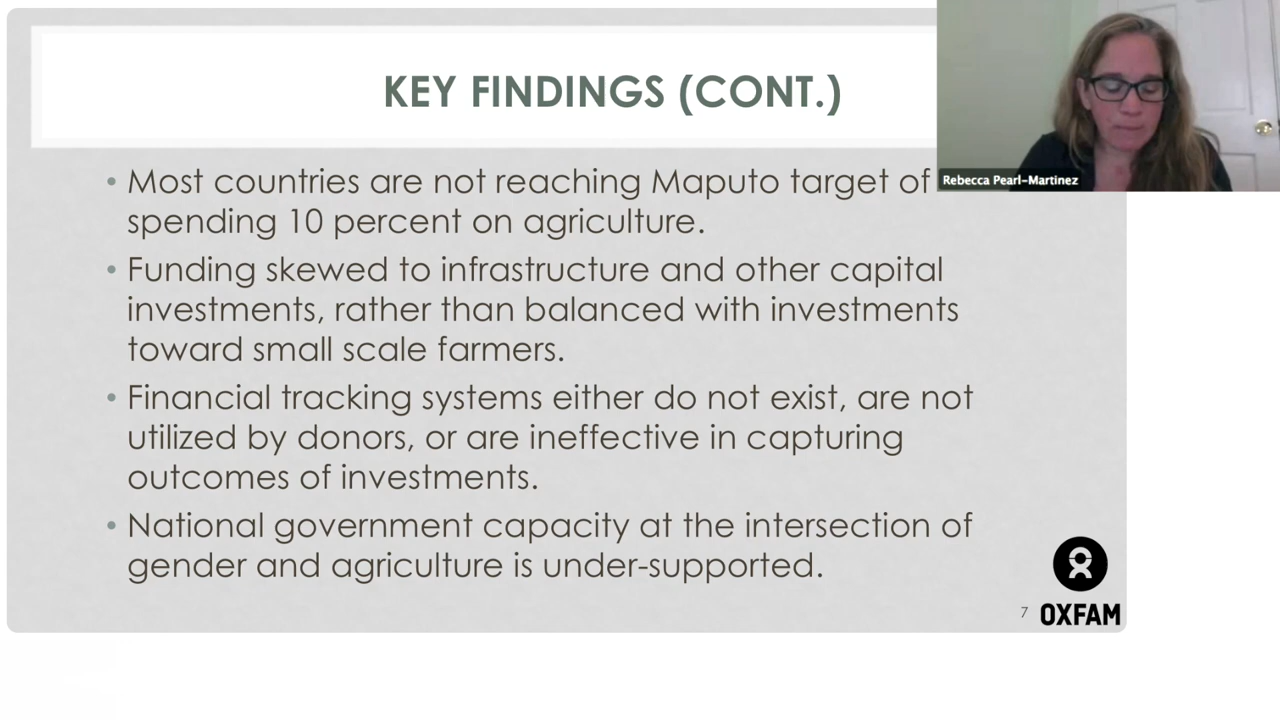 KEY FINDINGS (CONT.)
Rebecca Pearl-Martinez
• Most countries are not reaching Maputo target of
spending 10 percent on agriculture.
• Funding skewed to infrastructure and other capital
investments, rather than balanced with investments
toward small scale farmers.
• Financial tracking systems either do not exist, are not
utilized by donors, or are ineffective in capturing
outcomes of investments.
• National government capacity at the intersection of
gender and agriculture is under-supported.
7
OXFAM